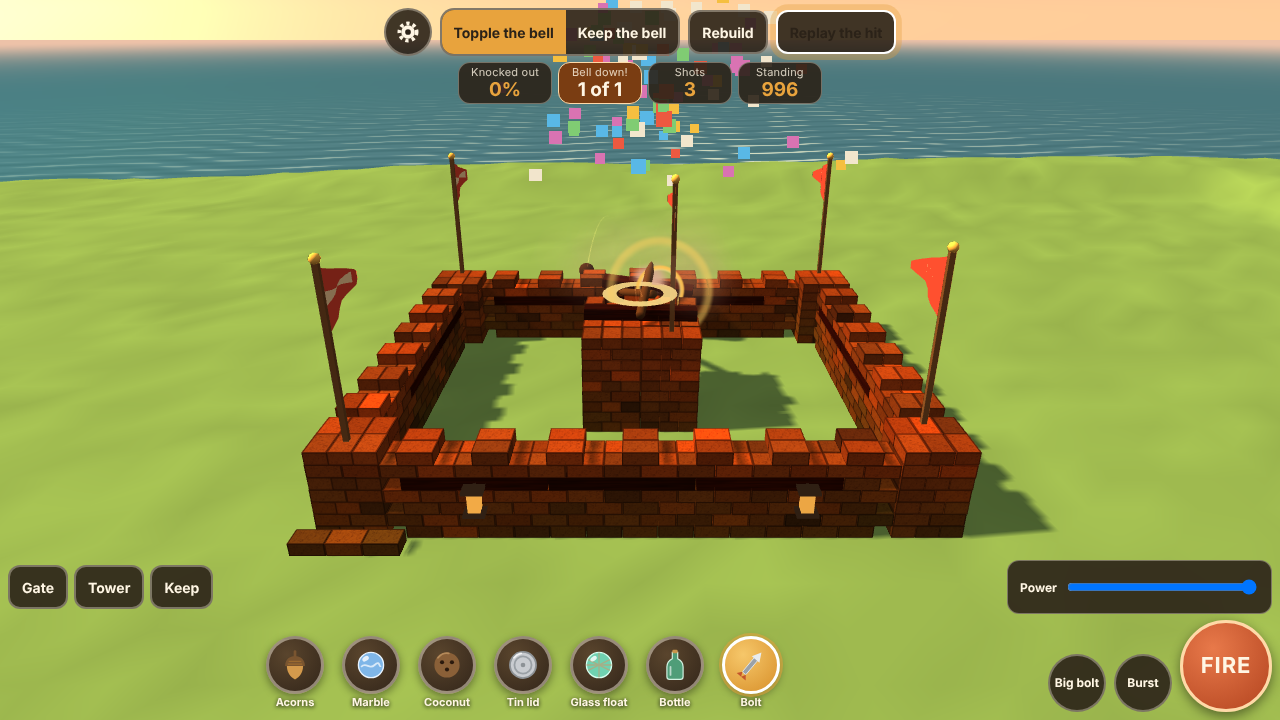 Topple the bell
Keep the bell
Rebuild
Replay the hit
Knocked out
0%
Bell down!
1 of 1
Shots
3
Standing
996
Gate
Tower
Keep
Power
Acorns
Marble
Coconut
Tin lid
Glass float
Bottle
Bolt
Big bolt
Burst
FIRE